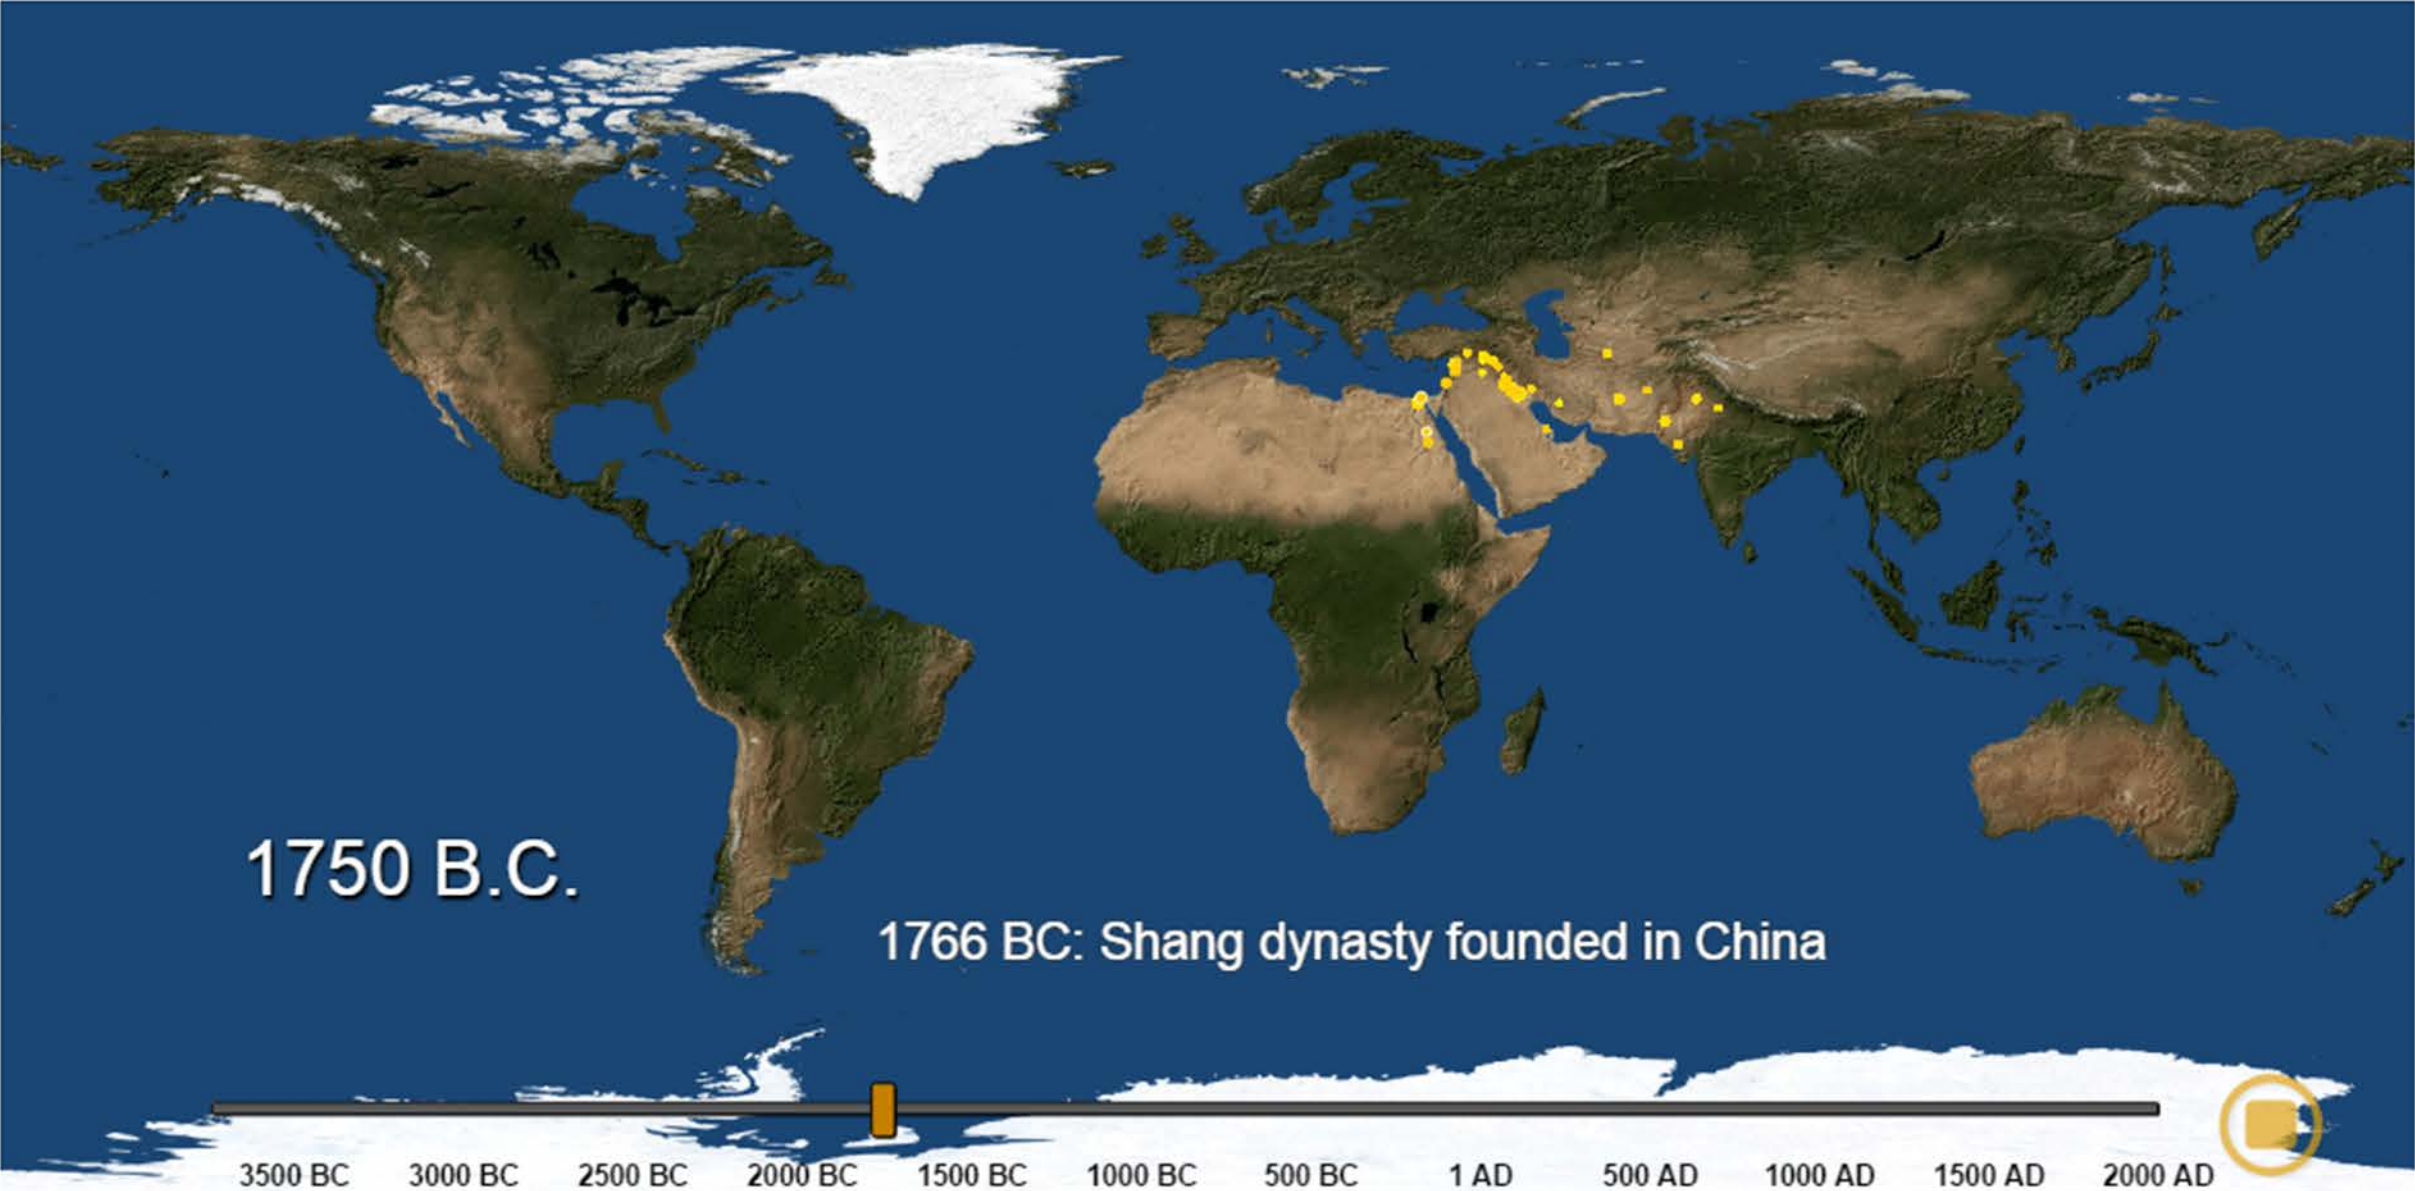 1750 B.C.
1766 BC: Shang dynasty founded in China
3500 BC 3000 BC 2500 BC 2000 BC 1500 BC 1000 BC 500 BC 1 AD 500 AD 1000 AD 1500 AD 2000 AD